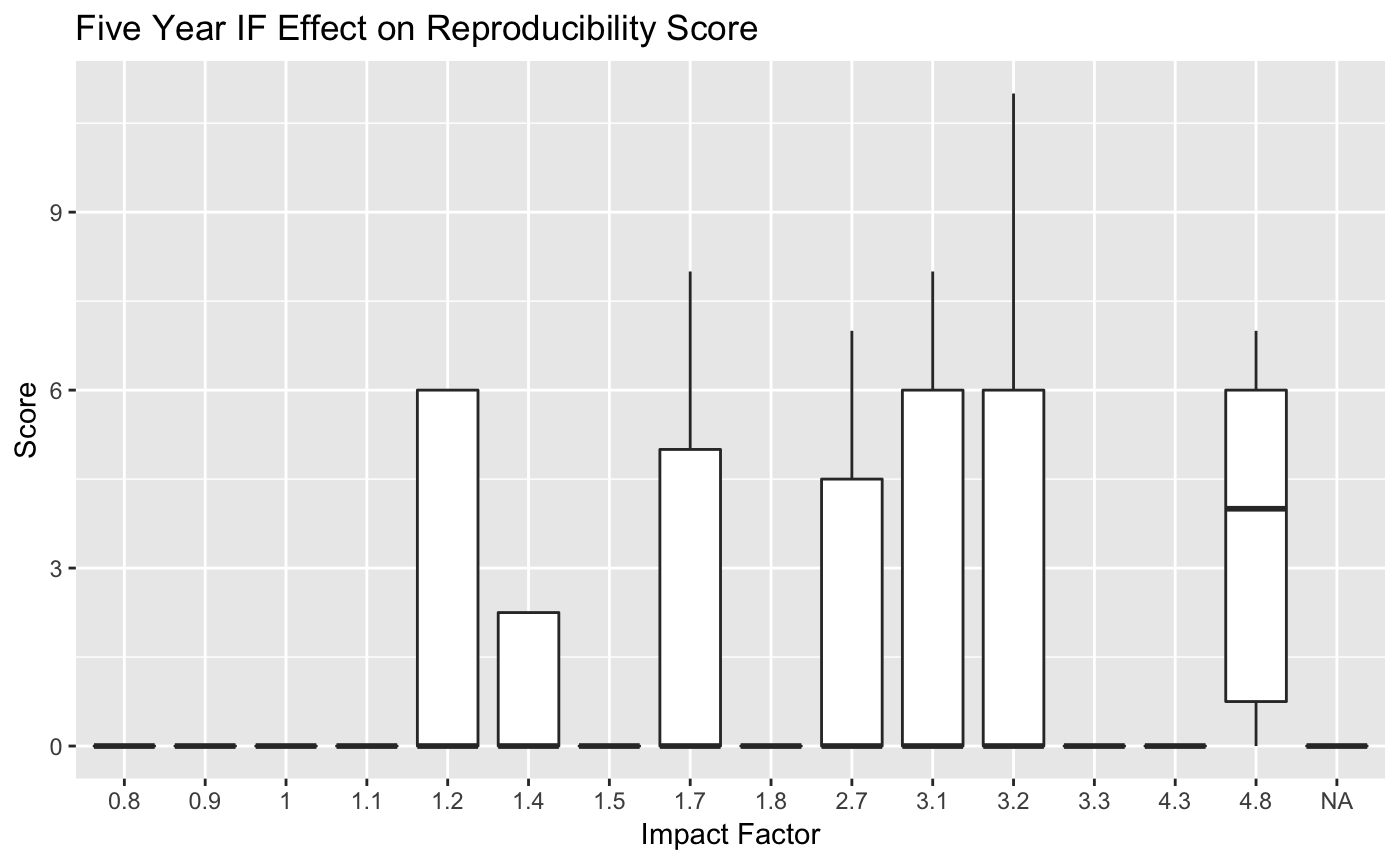 Five Year IF Effect on Reproducibility Score
Score
9
6
3
0
0.8 0.9 1 1.1 1.2 1.4 1.5 1.7 1.8 2.7 3.1 3.2 3.3 4.3 4.8 NA
Impact Factor